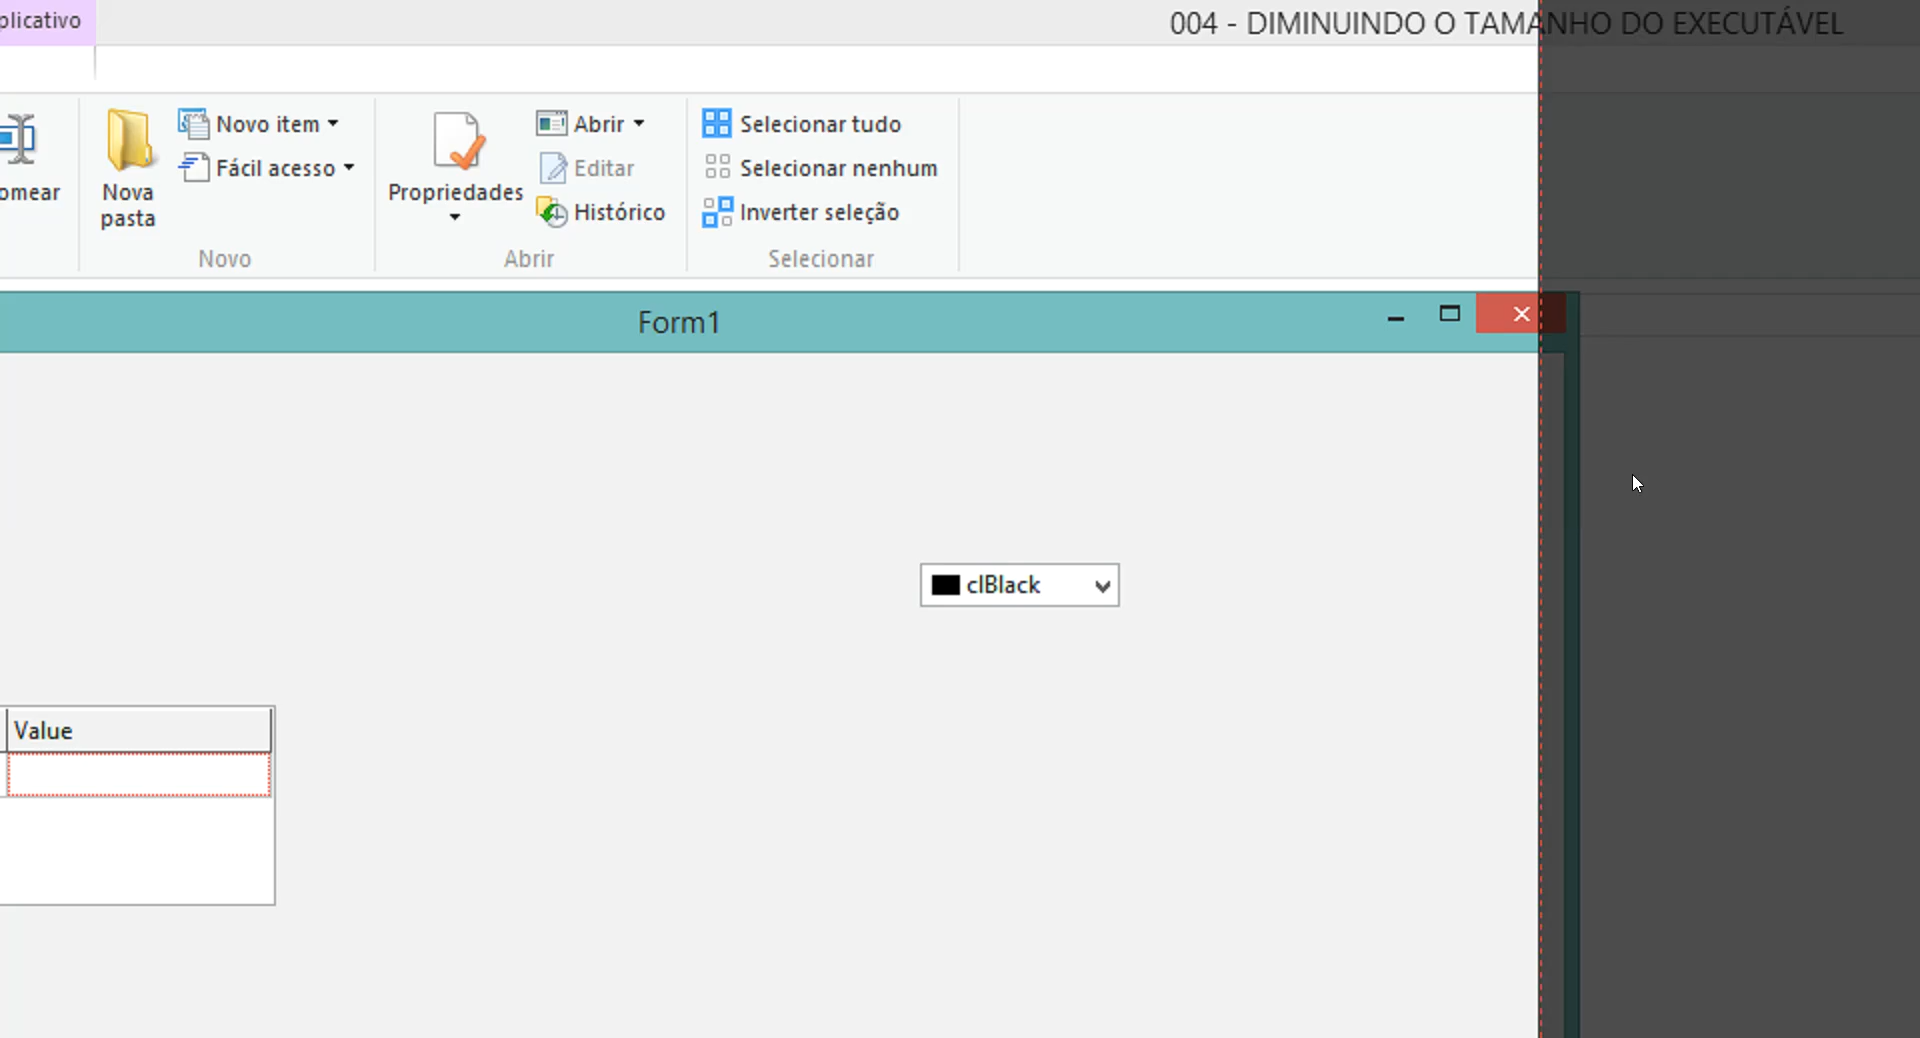 plicativo
004 - DIMINUINDO O TAMANHO DO EXECUTÁVEL
omear
Nova
pasta
Novo item
Fácil acesso
Novo
Propriedades
Abrir
Editar
Histórico
Abrir
Selecionar tudo
Selecionar nenhum
Inverter seleção
Selecionar
Form1
clBlack
Value